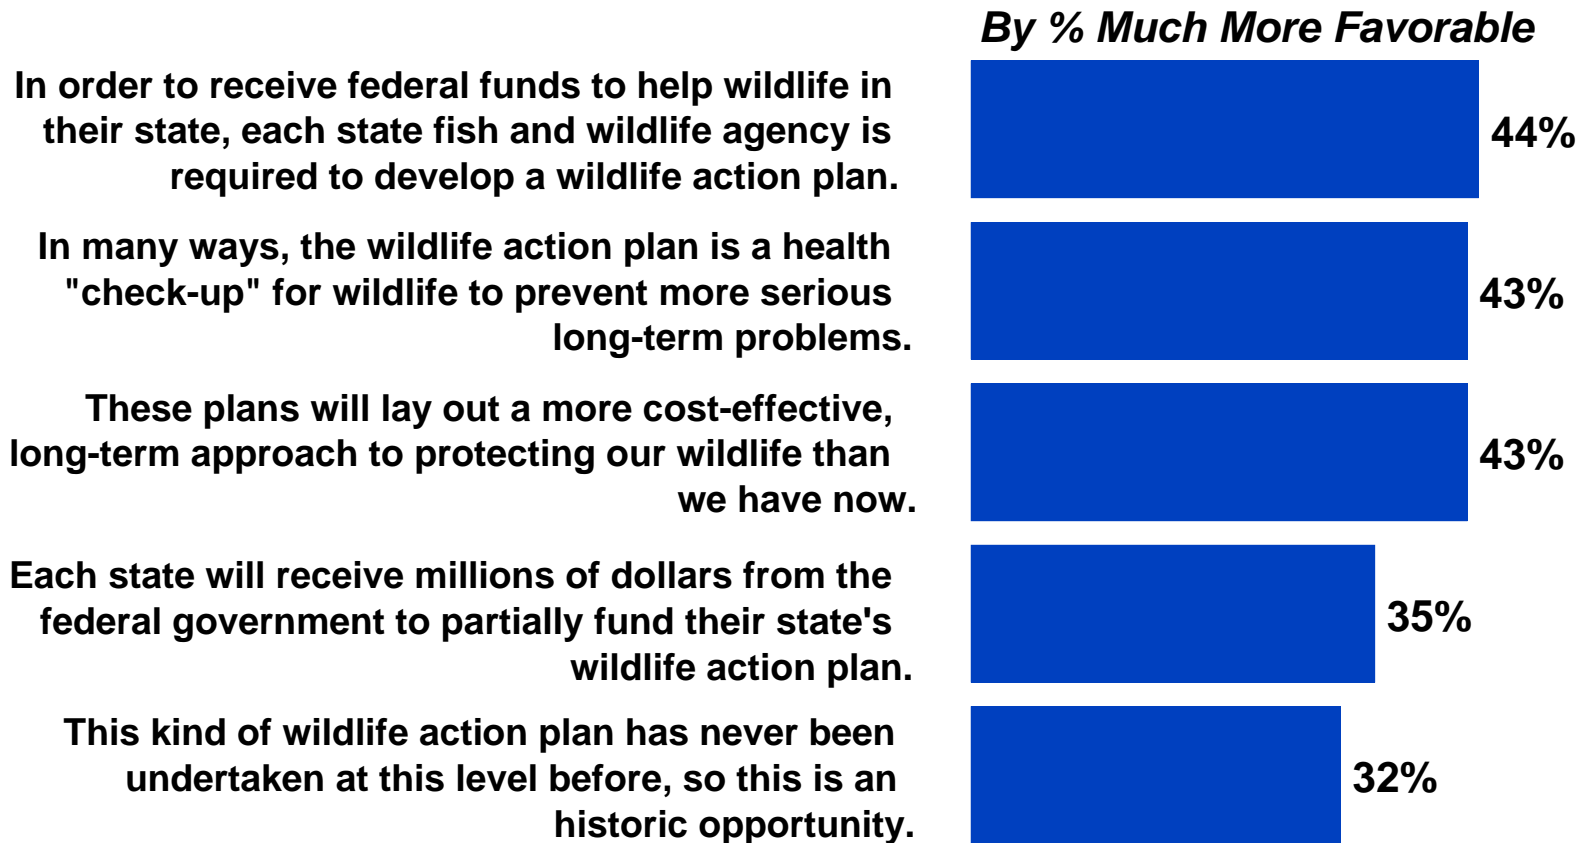 By % Much More Favorable
In order to receive federal funds to help wildlife in
their state, each state fish and wildlife agency is
required to develop a wildlife action plan.
44%
In many ways, the wildlife action plan is a health
"check-up" for wildlife to prevent more serious
long-term problems.
43%
These plans will lay out a more cost-effective,
long-term approach to protecting our wildlife than
we have now.
43%
Each state will receive millions of dollars from the
federal government to partially fund their state's
wildlife action plan.
35%
This kind of wildlife action plan has never been
undertaken at this level before, so this is an
historic opportunity.
32%